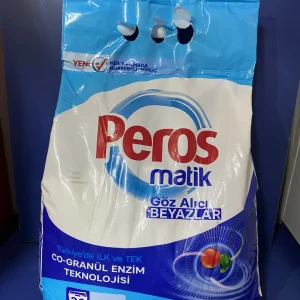 YENİ
Peros
matik
Göz Alıcı
BEYAZLAR
Türkiye'de İLK ve TEK
CO-GRANÜL ENZİM
TEKNOLOJİSİ